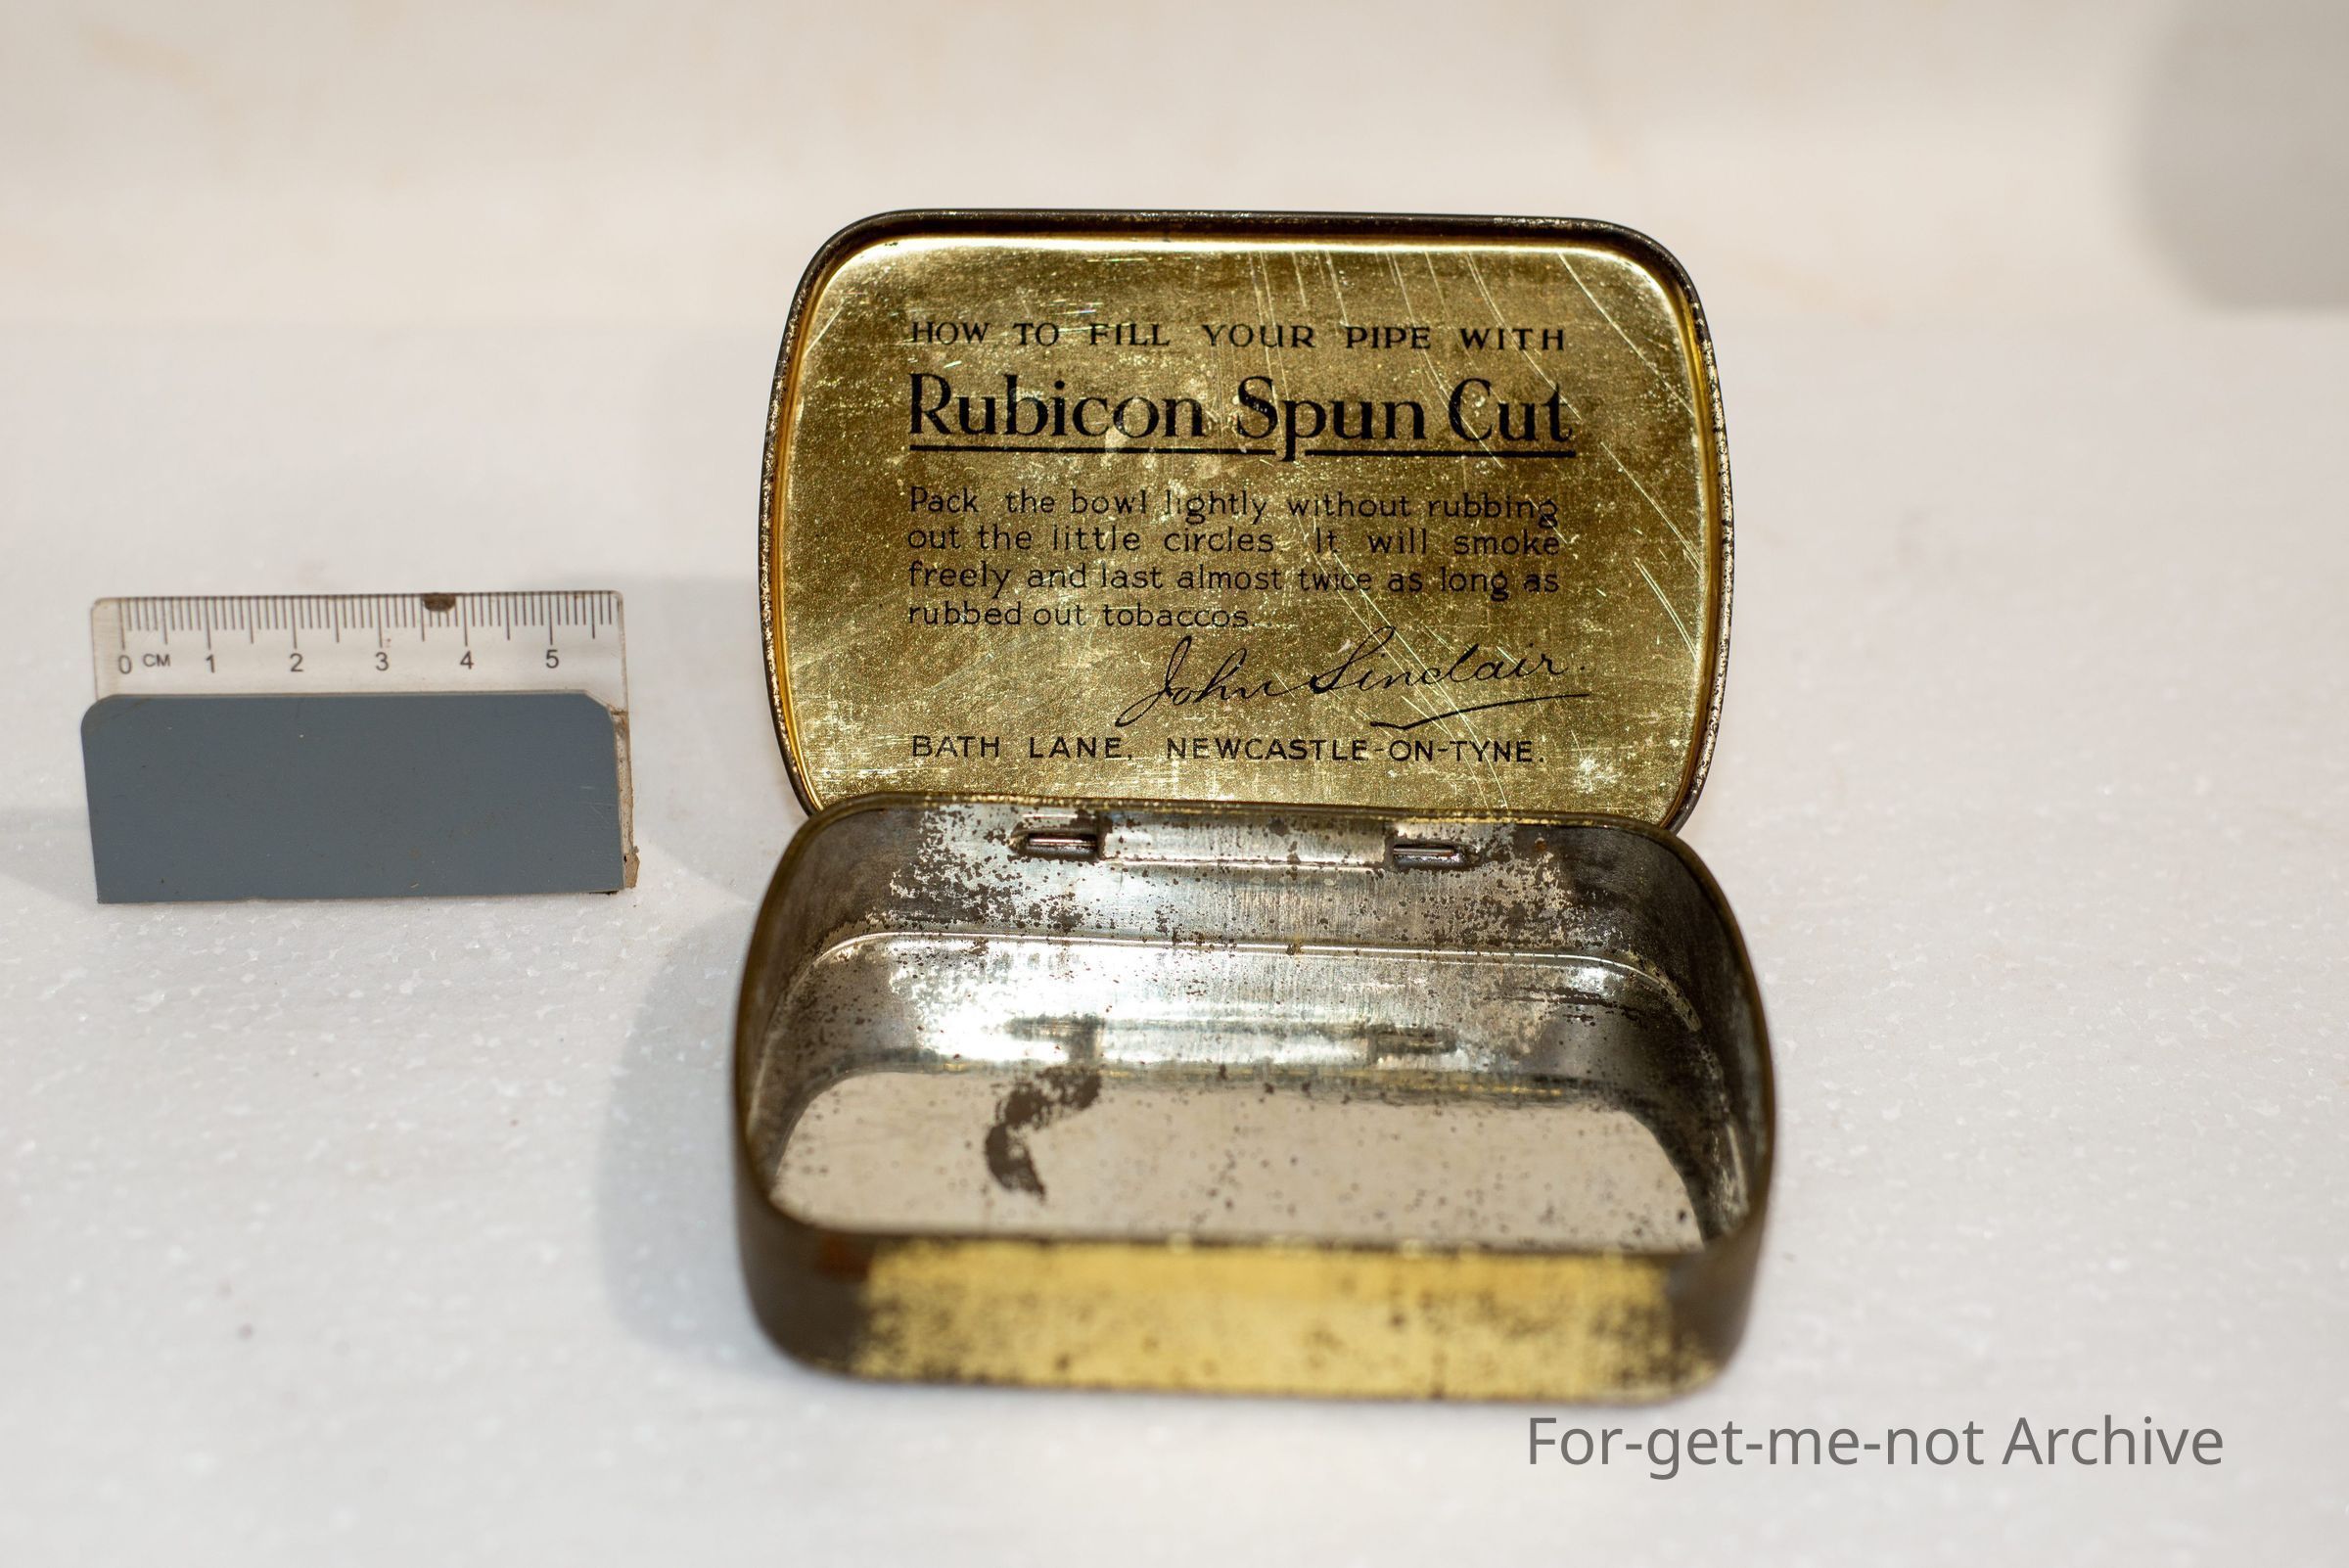 HOW TO FILL YOUR PIPE WITH
Rubicon Spun Cut
Pack the bowl lightly without rubbing
out the little circles. It will smoke
freely and last almost twice as long as
rubbed out tobaccos.
John Sinclair.
BATH LANE, NEWCASTLE-ON-TYNE.
0 CM 1 2 3 4 5
For-get-me-not Archive